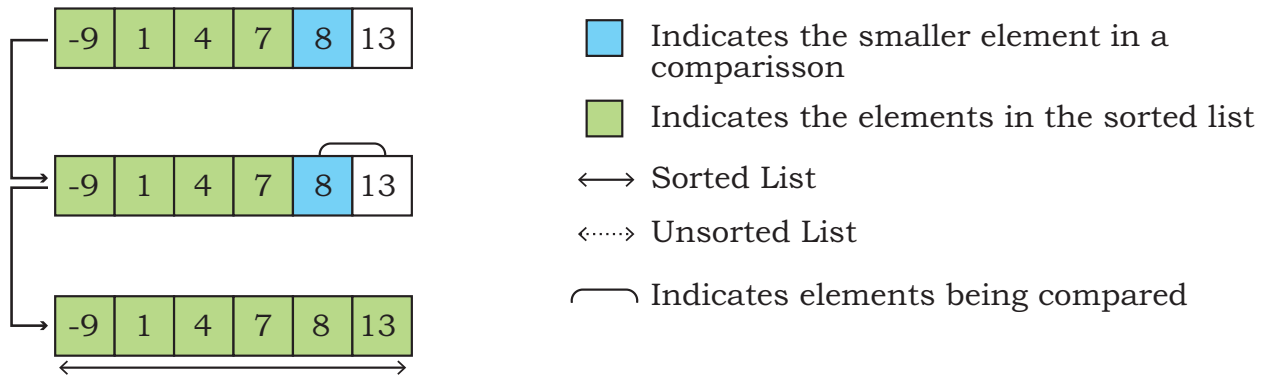 -9 1 4 7 8 13
-9 1 4 7 8 13
-9 1 4 7 8 13
Indicates the smaller element in a
comparisson
Indicates the elements in the sorted list
Sorted List
Unsorted List
Indicates elements being compared